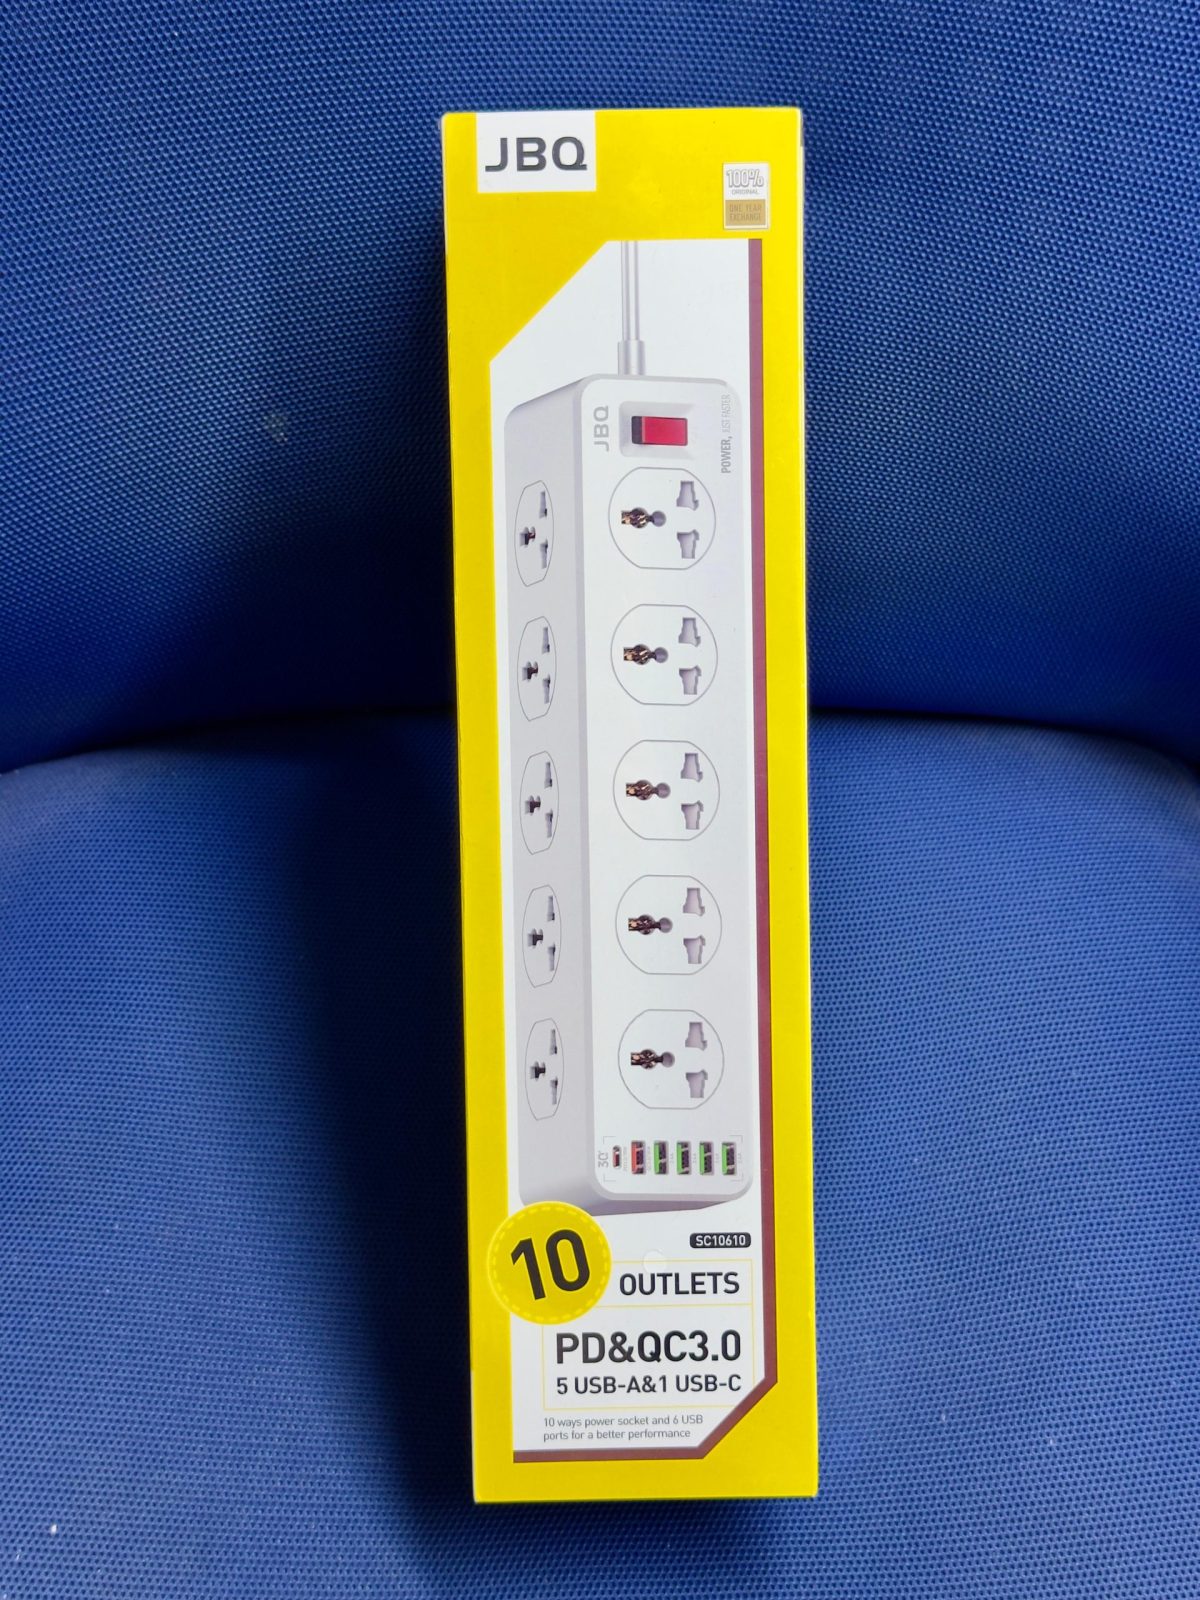 JBQ
100%
ORIGINAL
ONE YEAR
EXCHANGE
JBQ
POWER, JUST FASTER
SC10610
10
OUTLETS
PD&QC3.0
5 USB-A&1 USB-C
10 ways power socket and 6 USB
ports for a better performance